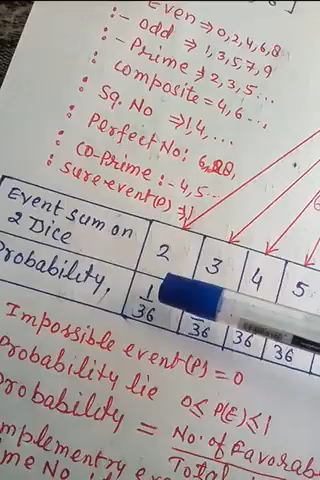 Even ⇒ 0, 2, 4, 6, 8
:- Odd ⇒ 1, 3, 5, 7, 9
:- Prime ⇒ 2, 3, 5...
: Composite = 4, 6...
: Sq. No ⇒ 1, 4, ...
: Perfect No: 6, 28,
: CO-Prime :- 4, 5...
: Sure event(P) ⇒ 1
Event sum on 2 3 4 5
2 Dice
Probability. 1/36 36 36 36
Impossible event(P) = 0
Probability lie 0 ≤ P(E) ≤ 1
Probability = No. of Favorab
Total